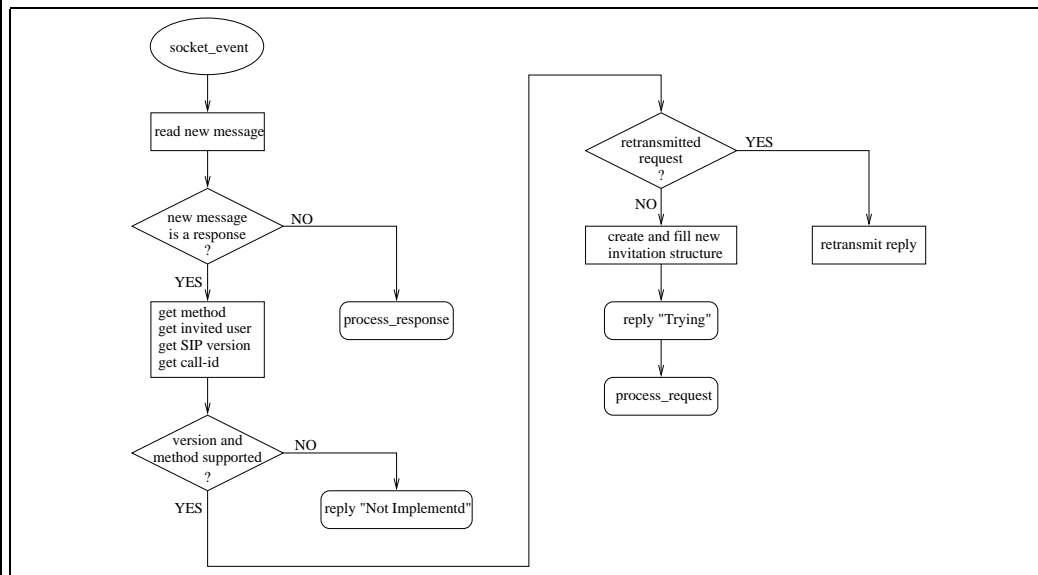 socket_event
read new message
new message
is a response
?
NO
YES
process_response
get method
get invited user
get SIP version
get call-id
version and
method supported
?
NO
YES
reply "Not Implementd"
retransmitted
request
?
YES
NO
retransmit reply
create and fill new
invitation structure
reply "Trying"
process_request